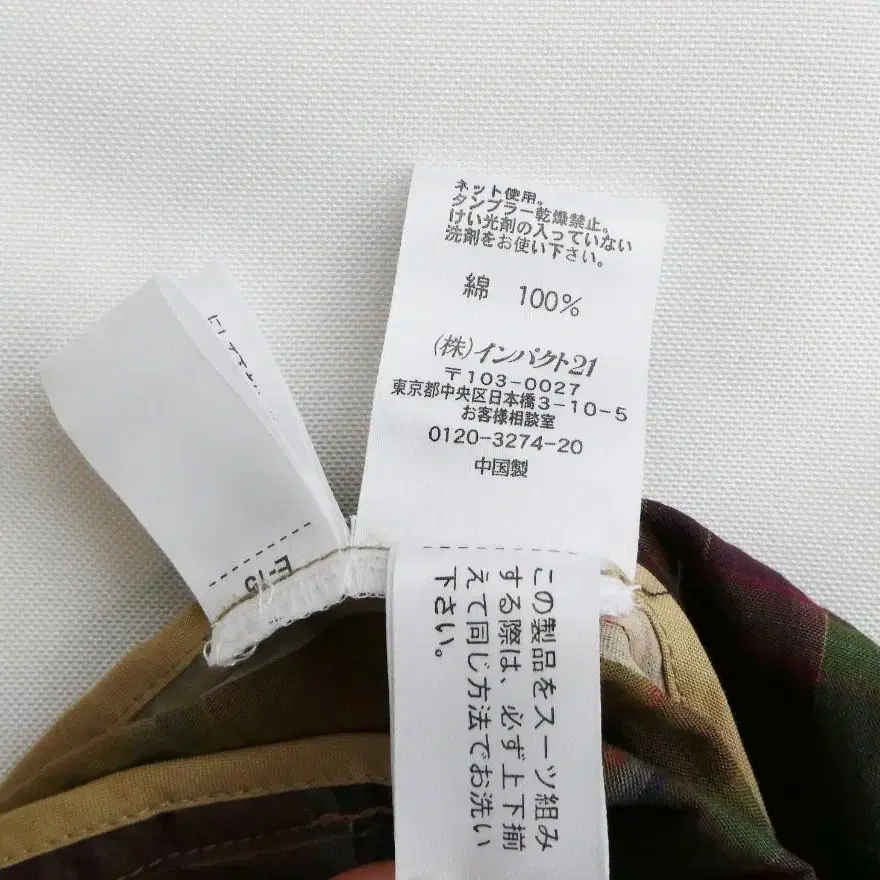 ネット使用。
タンブラー乾燥禁止。
けい光剤の入っていない
洗剤をお使い下さい。
綿 100%
(株)インパクト21
〒103-0027
東京都中央区日本橋3-10-5
お客様相談室
0120-3274-20
中国製
この製品をスーツ組み
する際は、必ず上下揃
えて同じ方法でお洗い
下さい。